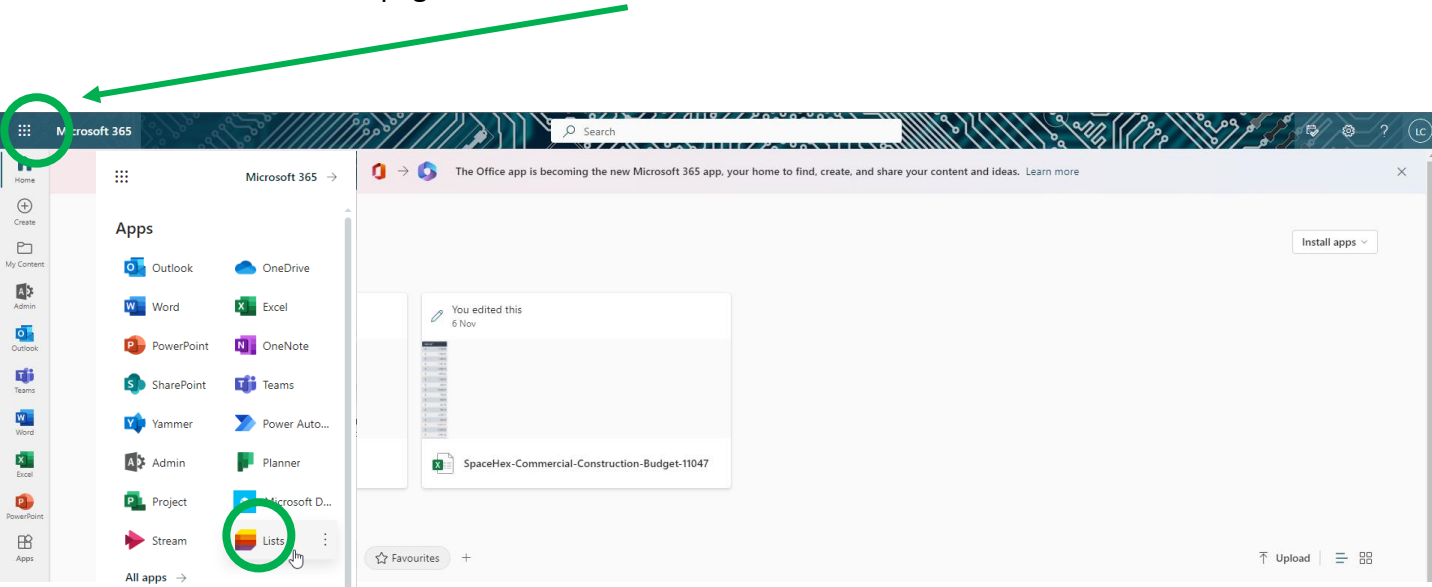 Microsoft 365
Search
LC
Home
Create
My Content
Admin
Outlook
Teams
Word
Excel
PowerPoint
Apps
Microsoft 365 →
Apps
Outlook
OneDrive
Word
Excel
PowerPoint
OneNote
SharePoint
Teams
Yammer
Power Auto...
Admin
Planner
Project
Microsoft D...
Stream
Lists
All apps →
The Office app is becoming the new Microsoft 365 app, your home to find, create, and share your content and ideas. Learn more
Install apps
You edited this
6 Nov
SpaceHex-Commercial-Construction-Budget-11047
Favourites +
Upload